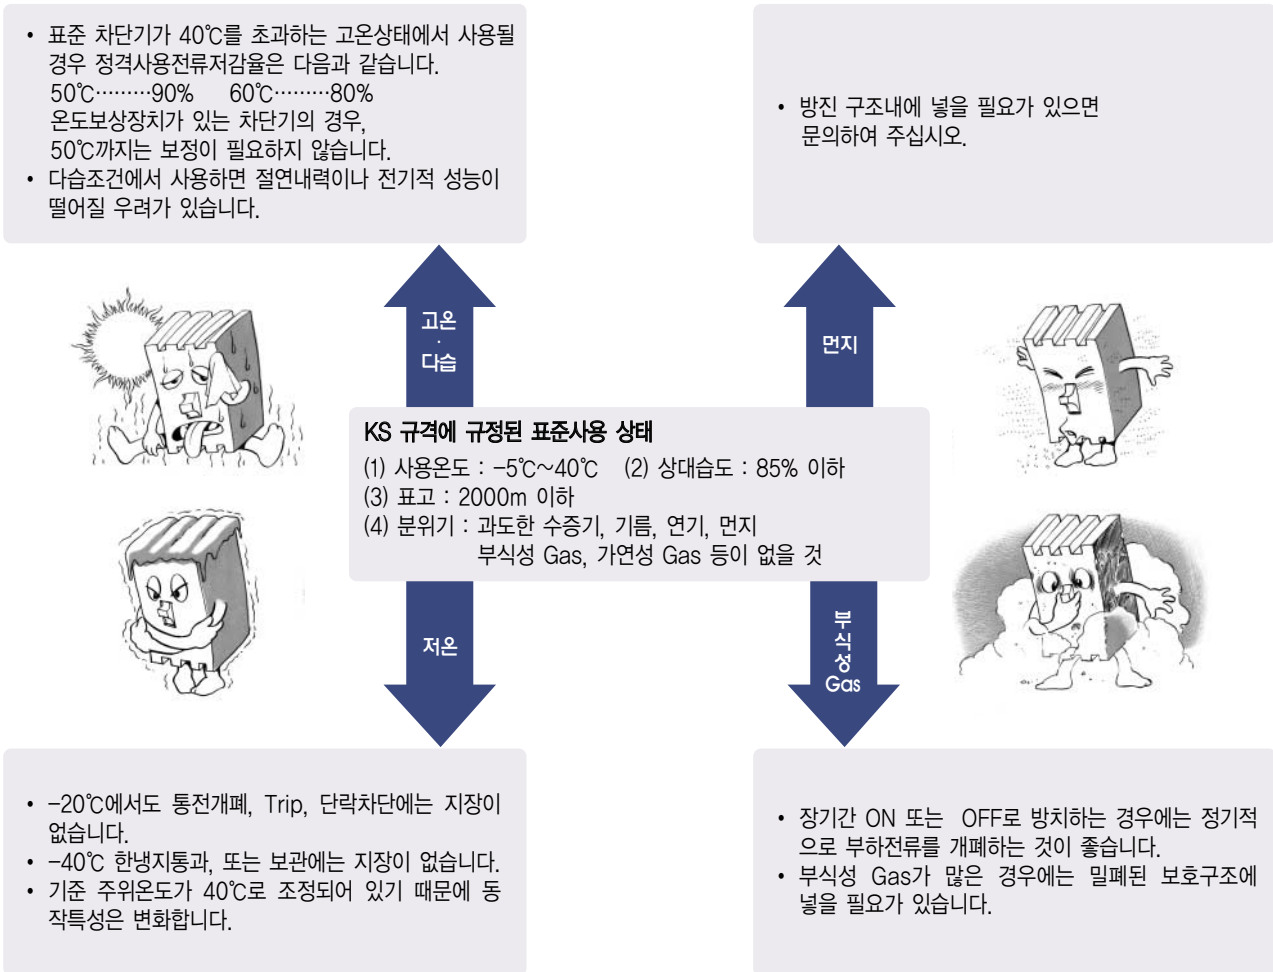 • 표준 차단기가 40℃를 초과하는 고온상태에서 사용될
경우 정격사용전류저감율은 다음과 같습니다.
50℃·········90% 60℃·········80%
온도보상장치가 있는 차단기의 경우,
50℃까지는 보정이 필요하지 않습니다.
• 다습조건에서 사용하면 절연내력이나 전기적 성능이
떨어질 우려가 있습니다.
• 방진 구조내에 넣을 필요가 있으면
문의하여 주십시오.
고온
·
다습
먼지
KS 규격에 규정된 표준사용 상태
(1) 사용온도 : -5℃~40℃ (2) 상대습도 : 85% 이하
(3) 표고 : 2000m 이하
(4) 분위기 : 과도한 수증기, 기름, 연기, 먼지
부식성 Gas, 가연성 Gas 등이 없을 것
저온
부
식
성
Gas
• -20℃에서도 통전개폐, Trip, 단락차단에는 지장이
없습니다.
• -40℃ 한냉지통과, 또는 보관에는 지장이 없습니다.
• 기준 주위온도가 40℃로 조정되어 있기 때문에 동
작특성은 변화합니다.
• 장기간 ON 또는 OFF로 방치하는 경우에는 정기적
으로 부하전류를 개폐하는 것이 좋습니다.
• 부식성 Gas가 많은 경우에는 밀폐된 보호구조에
넣을 필요가 있습니다.